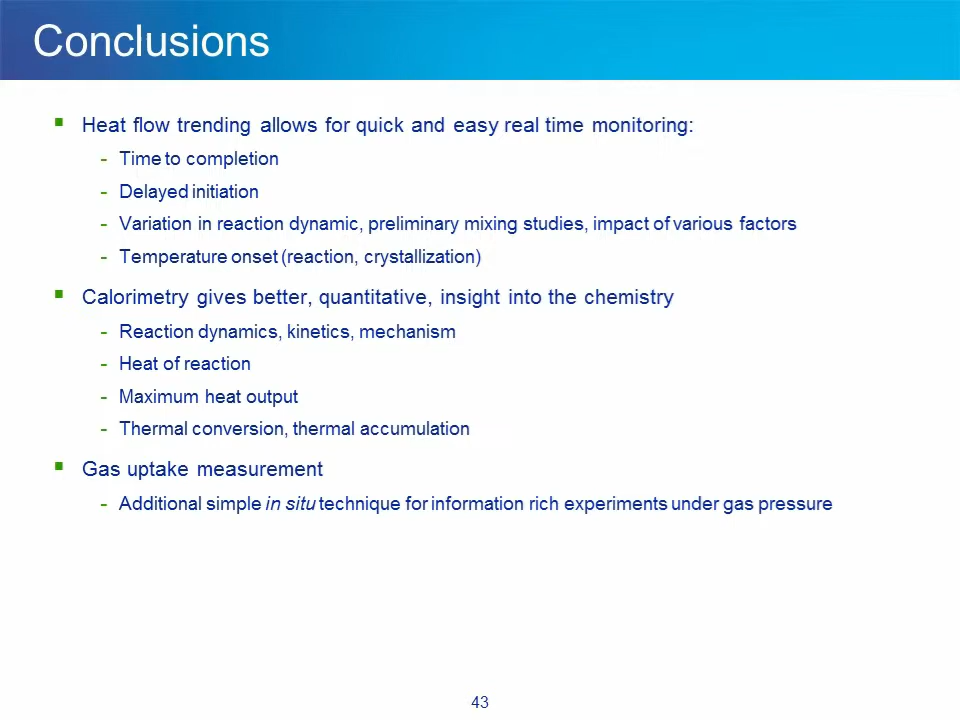 Conclusions
Heat flow trending allows for quick and easy real time monitoring:
- Time to completion
- Delayed initiation
- Variation in reaction dynamic, preliminary mixing studies, impact of various factors
- Temperature onset (reaction, crystallization)
Calorimetry gives better, quantitative, insight into the chemistry
- Reaction dynamics, kinetics, mechanism
- Heat of reaction
- Maximum heat output
- Thermal conversion, thermal accumulation
Gas uptake measurement
- Additional simple in situ technique for information rich experiments under gas pressure
43